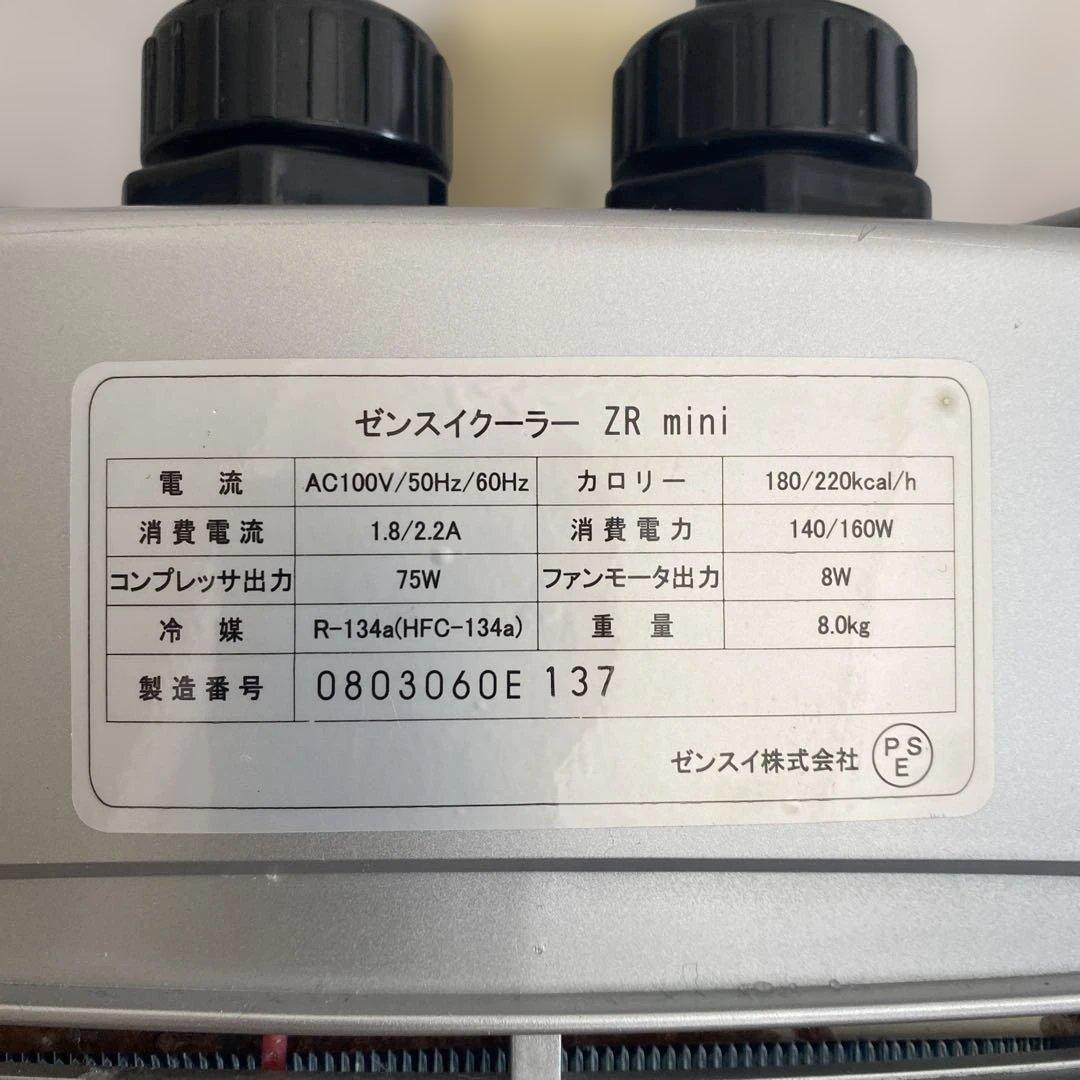 ゼンスイクーラー ZR mini
電流 AC100V/50Hz/60Hz カロリー 180/220kcal/h
消費電流 1.8/2.2A 消費電力 140/160W
コンプレッサ出力 75W ファンモータ出力 8W
冷媒 R-134a(HFC-134a) 重量 8.0kg
製造番号 0803060E 137
ゼンスイ株式会社 PSE